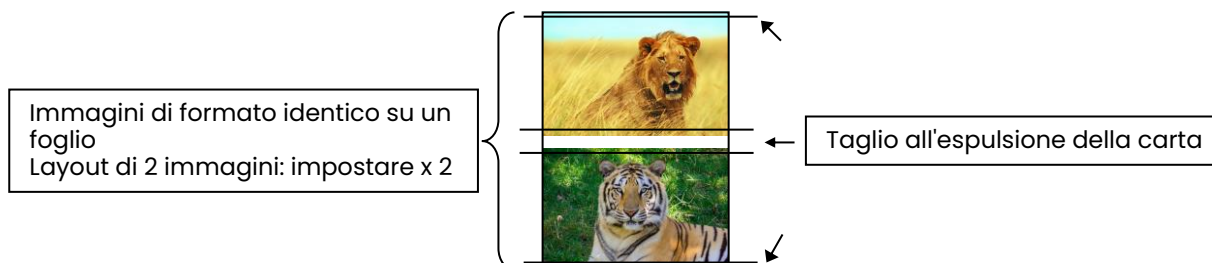 Immagini di formato identico su un
foglio
Layout di 2 immagini: impostare x 2
Taglio all'espulsione della carta